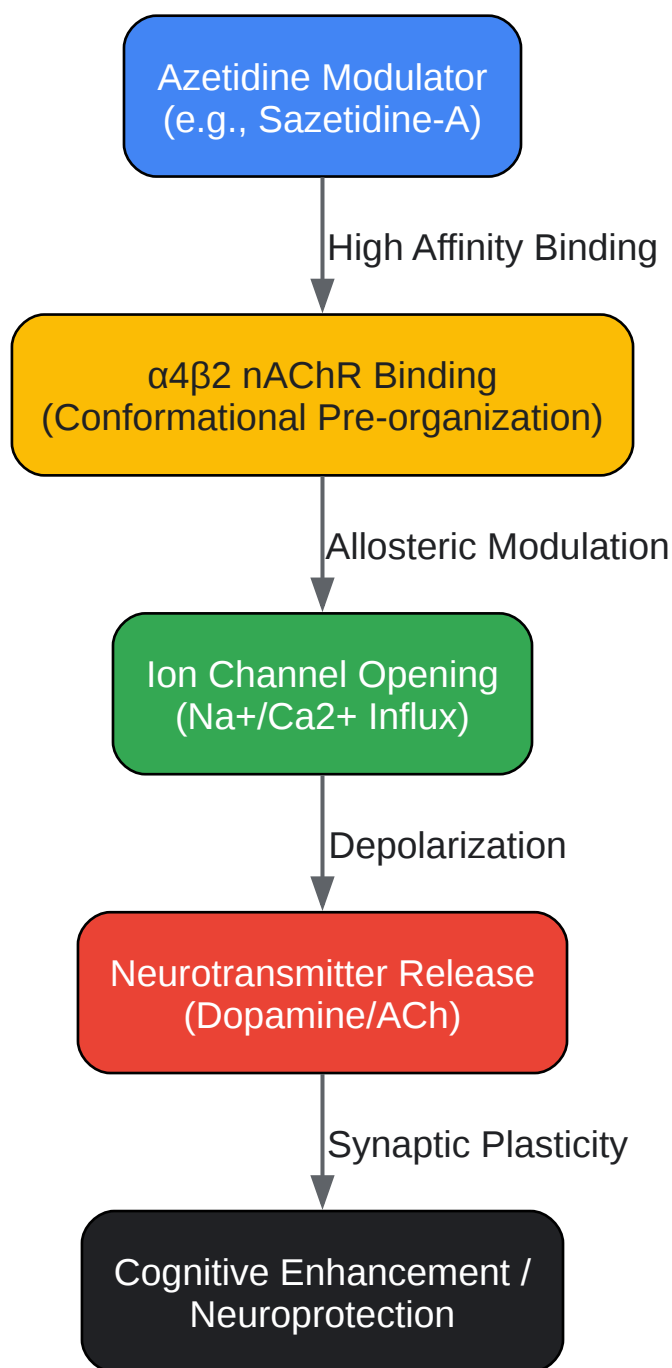 Azetidine Modulator
(e.g., Sazetidine-A)
High Affinity Binding
α4β2 nAChR Binding
(Conformational Pre-organization)
Allosteric Modulation
Ion Channel Opening
(Na+/Ca2+ Influx)
Depolarization
Neurotransmitter Release
(Dopamine/ACh)
Synaptic Plasticity
Cognitive Enhancement /
Neuroprotection